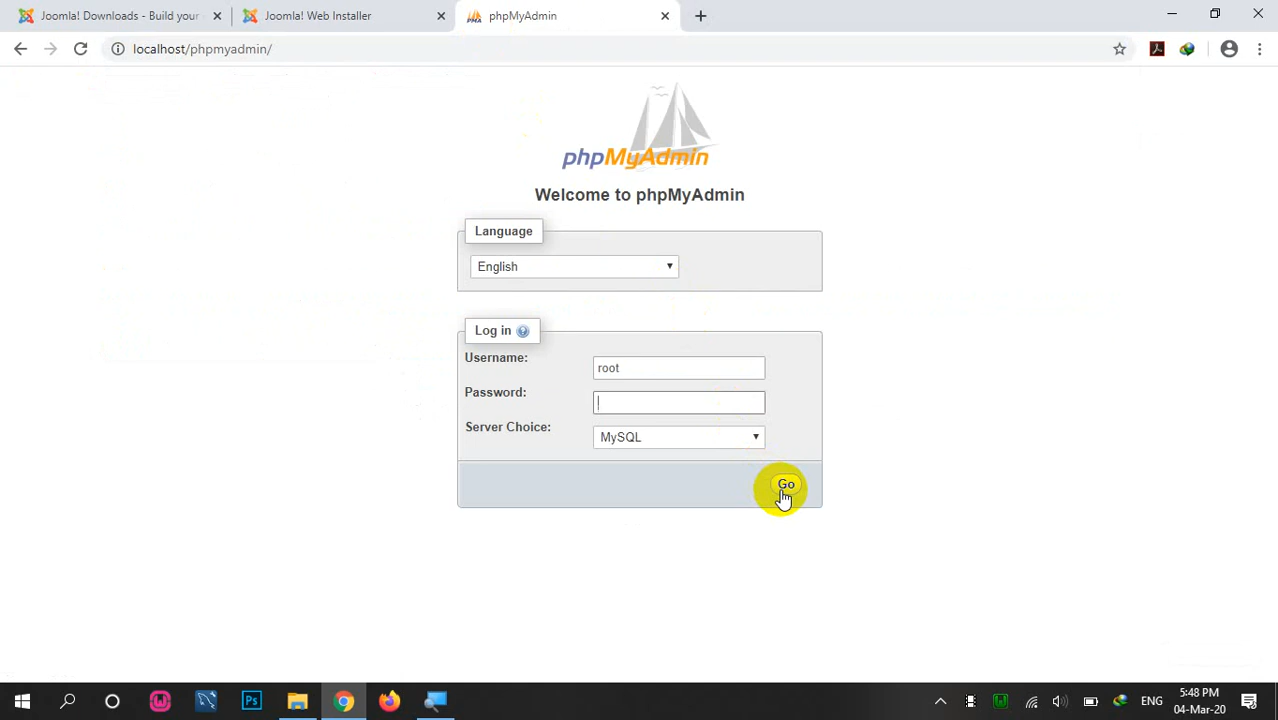 Joomla! Downloads - Build your
Joomla! Web Installer
phpMyAdmin
localhost/phpmyadmin/
phpMyAdmin
Welcome to phpMyAdmin
Language
English
Log in
Username:
root
Password:
Server Choice:
MySQL
Go
Ps
ENG
5:48 PM
04-Mar-20